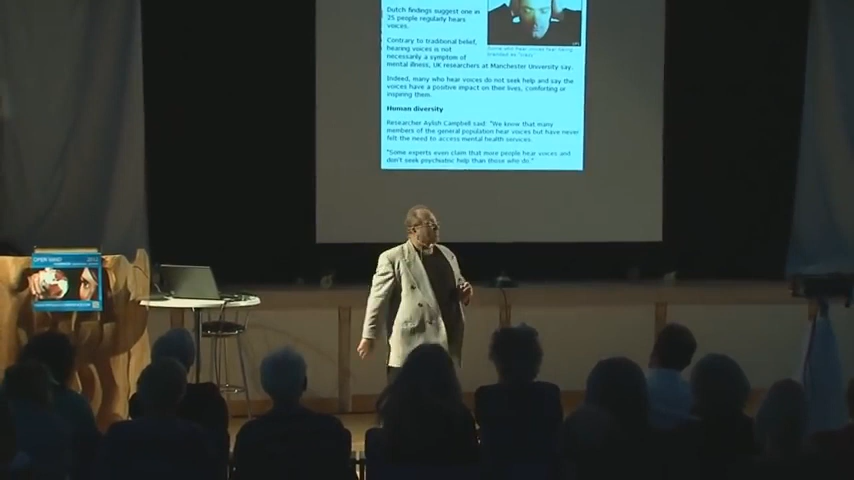 Dutch findings suggest one in
25 people regularly hears
voices.
Contrary to traditional belief,
hearing voices is not
necessarily a symptom of
mental illness, UK researchers at Manchester University say.
Indeed, many who hear voices do not seek help and say the
voices have a positive impact on their lives, comforting or
inspiring them.
Human diversity
Researcher Aylish Campbell said: "We know that many
members of the general population hear voices but have never
felt the need to access mental health services.
"Some experts even claim that more people hear voices and
don't seek psychiatric help than those who do."
OPEN MIND 2012